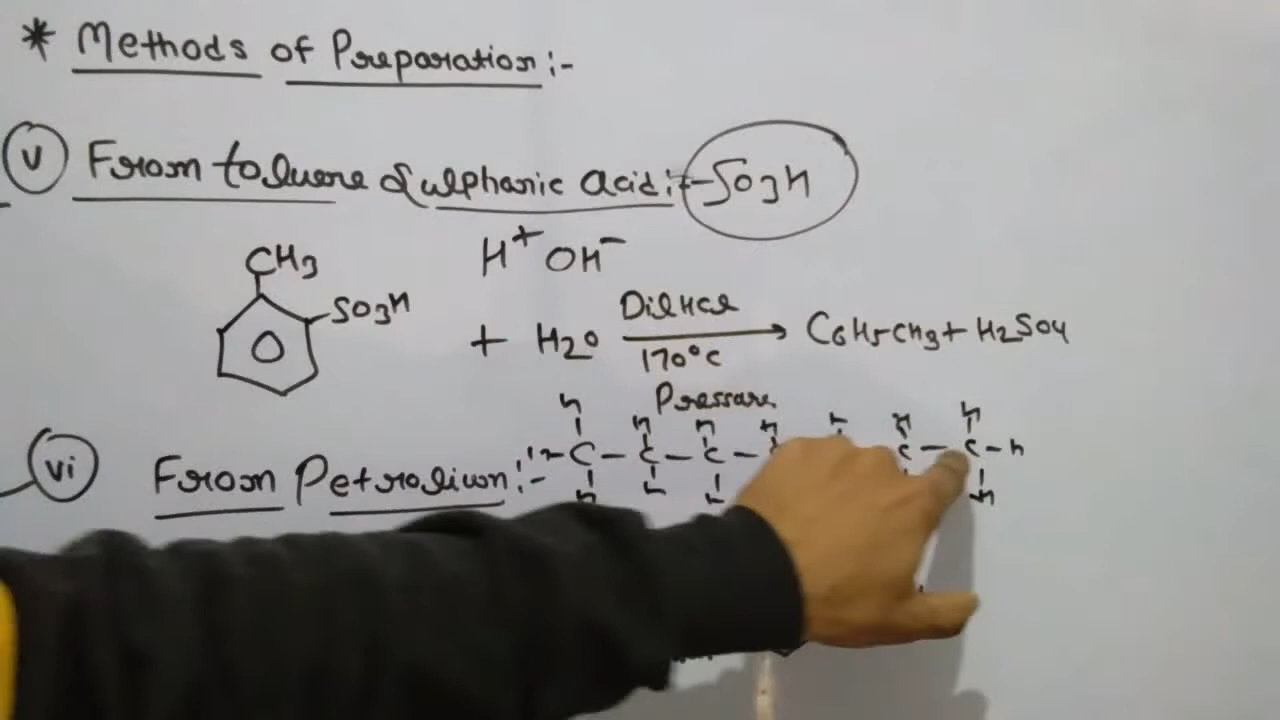 * Methods of Preparation :-
v From toluene Sulphonic Acid :- -SO3H
CH3
SO3H
H+ OH-
+ H2O Dil HCl 170°C Pressure → C6H5CH3 + H2SO4
vi From Petrolium :-
H H H H H H
H - C - C - C - C - C - H
H H H H